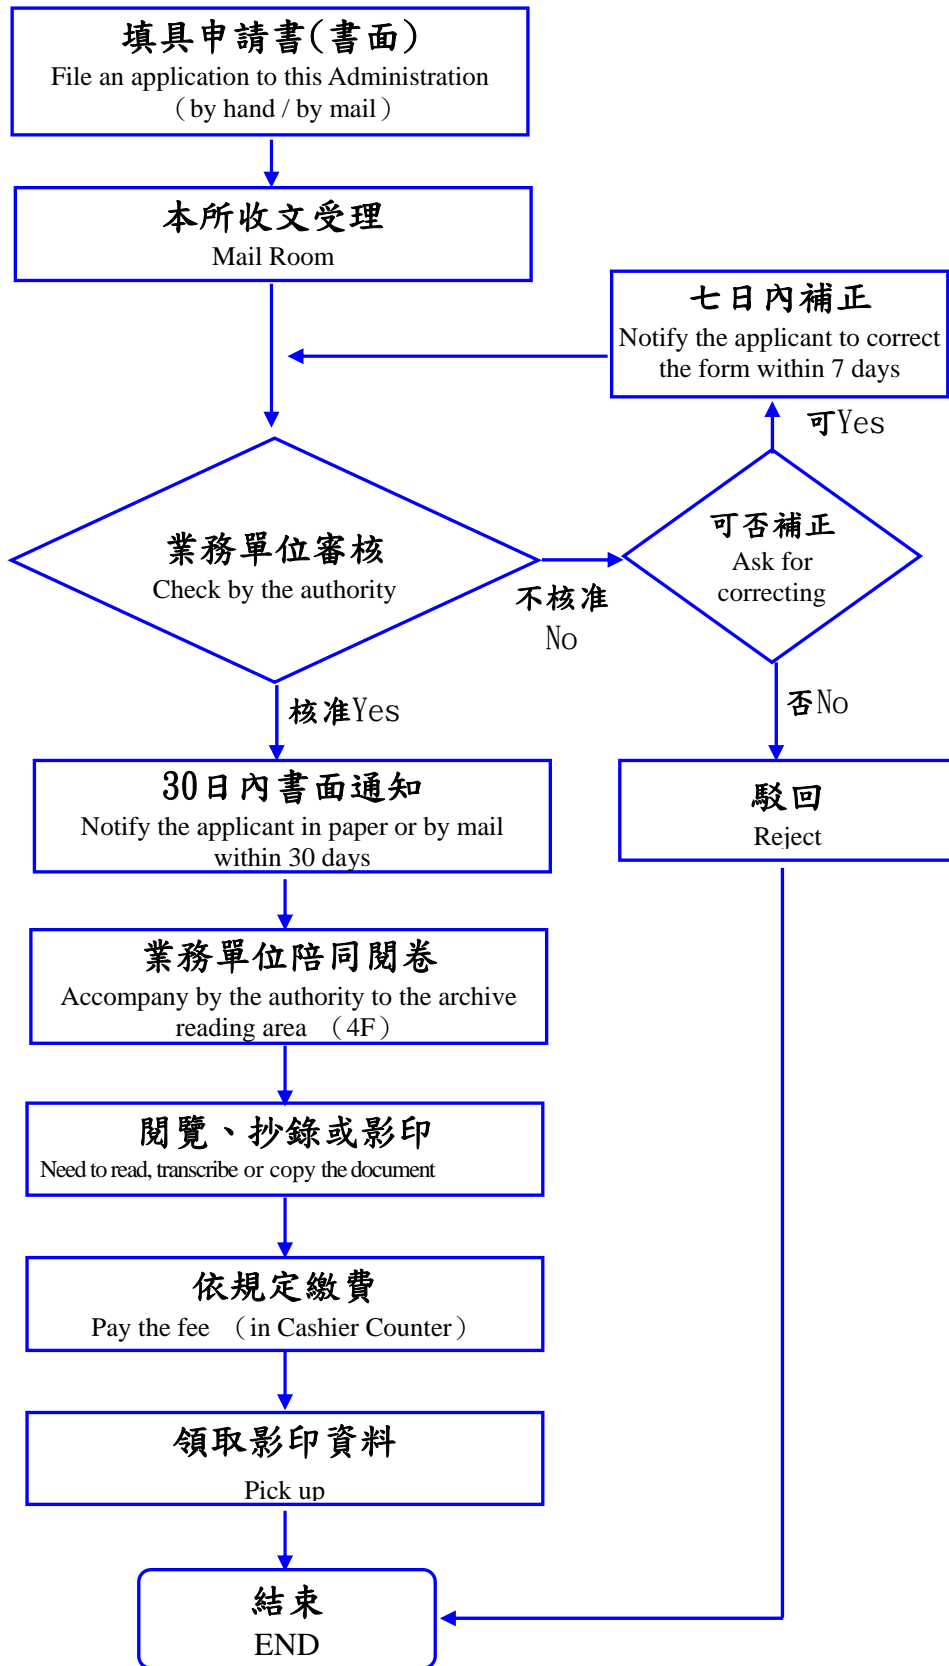 填具申請書(書面)
File an application to this Administration
（by hand / by mail）
本所收文受理
Mail Room
七日內補正
Notify the applicant to correct
the form within 7 days
可Yes
業務單位審核
Check by the authority
不核准
No
可否補正
Ask for
correcting
核准Yes
否No
30日內書面通知
Notify the applicant in paper or by mail
within 30 days
駁回
Reject
業務單位陪同閱卷
Accompany by the authority to the archive
reading area （4F）
閱覽、抄錄或影印
Need to read, transcribe or copy the document
依規定繳費
Pay the fee （in Cashier Counter）
領取影印資料
Pick up
結束
END